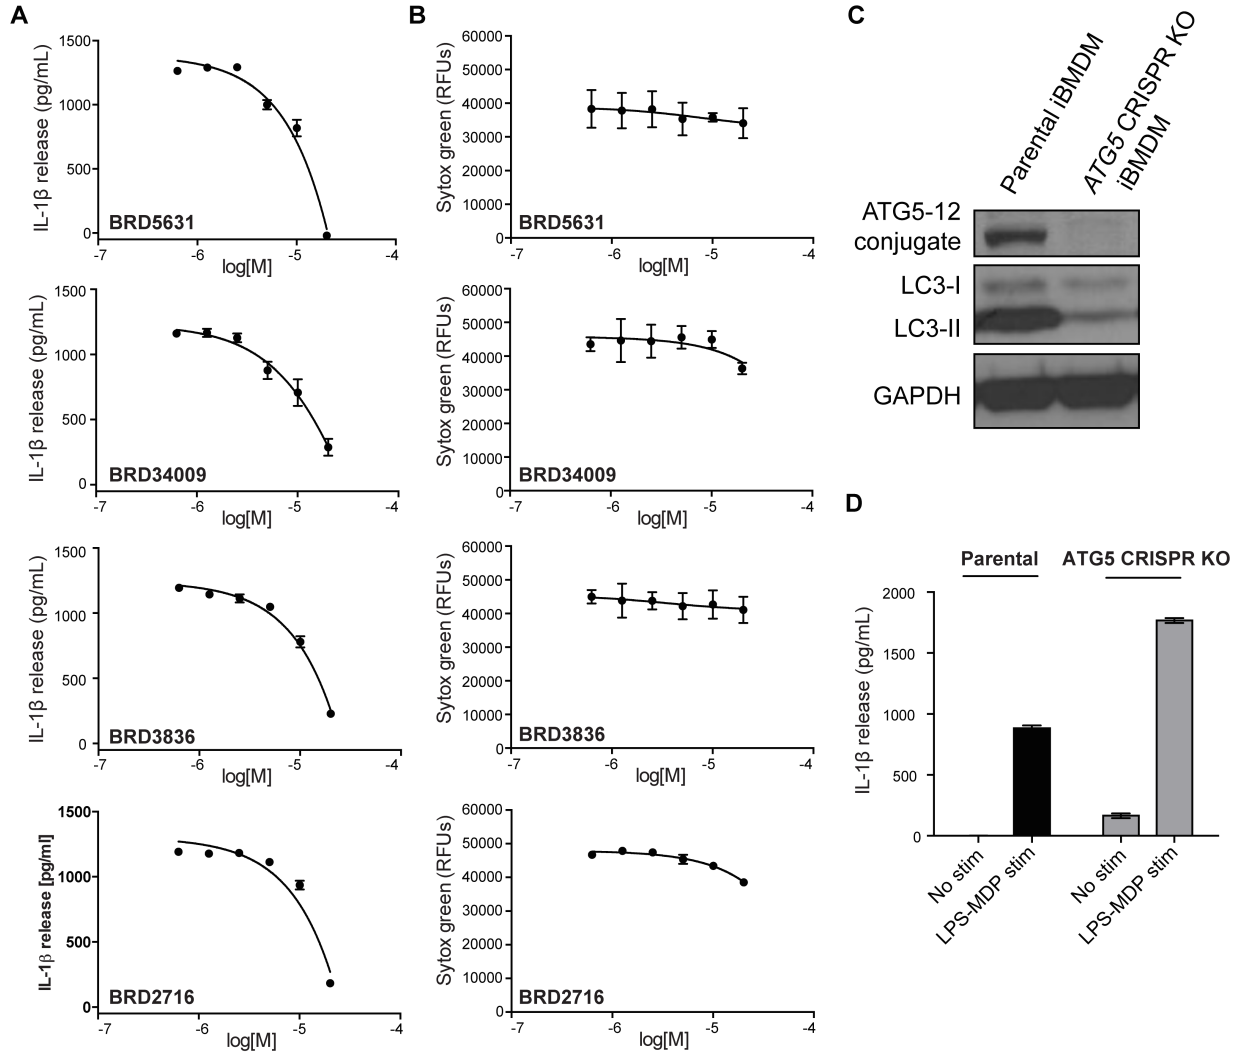 A
IL-1β release (pg/mL)
1500
1000
500
0
BRD5631
-7
-6
-5
-4
log[M]
IL-1β release (pg/mL)
1500
1000
500
0
BRD34009
-7
-6
-5
-4
log[M]
IL-1β release (pg/mL)
1500
1000
500
0
BRD3836
-7
-6
-5
-4
log[M]
IL-1β release [pg/ml]
1500
1000
500
0
BRD2716
-7
-6
-5
-4
log[M]
B
Sytox green (RFUs)
60000
50000
40000
30000
20000
10000
0
BRD5631
-7
-6
-5
-4
log[M]
Sytox green (RFUs)
60000
50000
40000
30000
20000
10000
0
BRD34009
-7
-6
-5
-4
log[M]
Sytox green (RFUs)
60000
50000
40000
30000
20000
10000
0
BRD3836
-7
-6
-5
-4
log[M]
Sytox green (RFUs)
60000
50000
40000
30000
20000
10000
0
BRD2716
-7
-6
-5
-4
log[M]
C
Parental iBMDM
ATG5 CRISPR KO
iBMDM
ATG5-12
conjugate
LC3-I
LC3-II
GAPDH
D
Parental
ATG5 CRISPR KO
IL-1β release (pg/mL)
2000
1500
1000
500
0
No stim
LPS-MDP stim
No stim
LPS-MDP stim